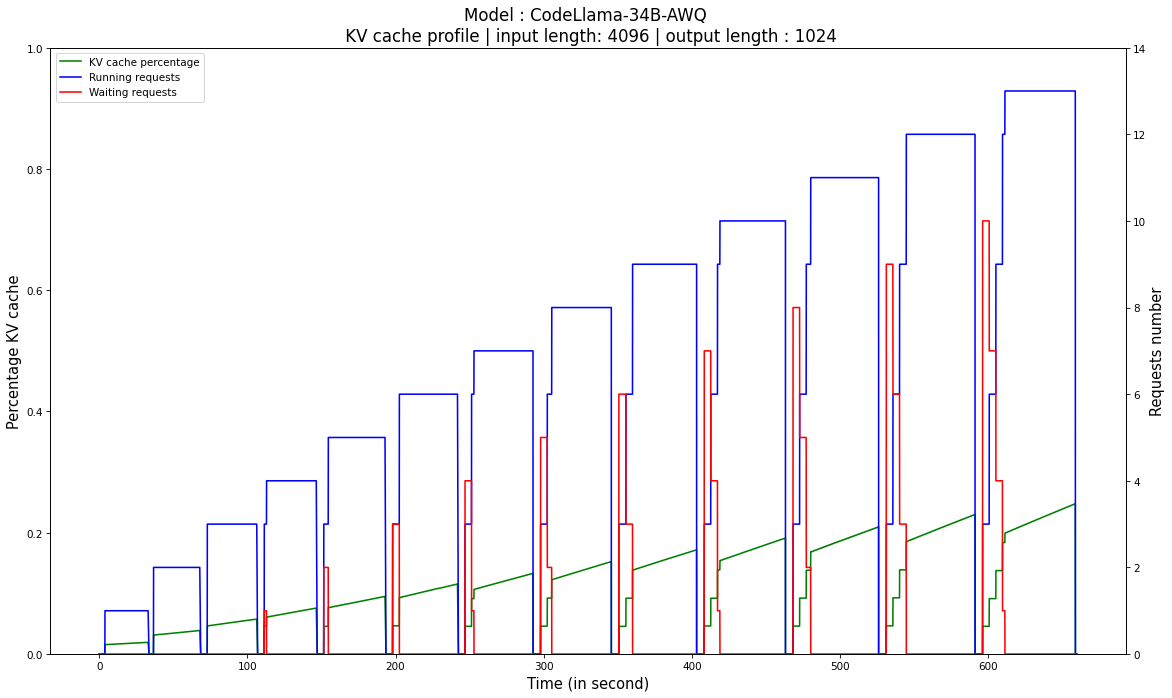 Model : CodeLlama-34B-AWQ
KV cache profile | input length: 4096 | output length : 1024
KV cache percentage
Running requests
Waiting requests
Percentage KV cache
1.0
0.8
0.6
0.4
0.2
0.0
14
12
10
8
6
4
2
0
Requests number
0
100
200
300
400
500
600
Time (in second)